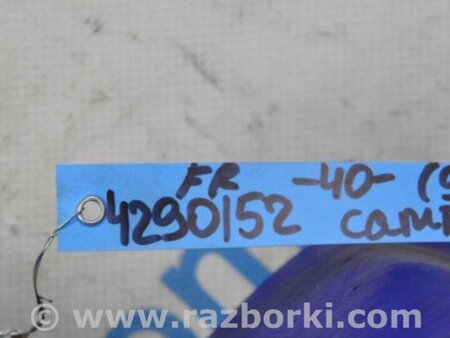 FR -40- (
4290152 cam
© www.razborki.com